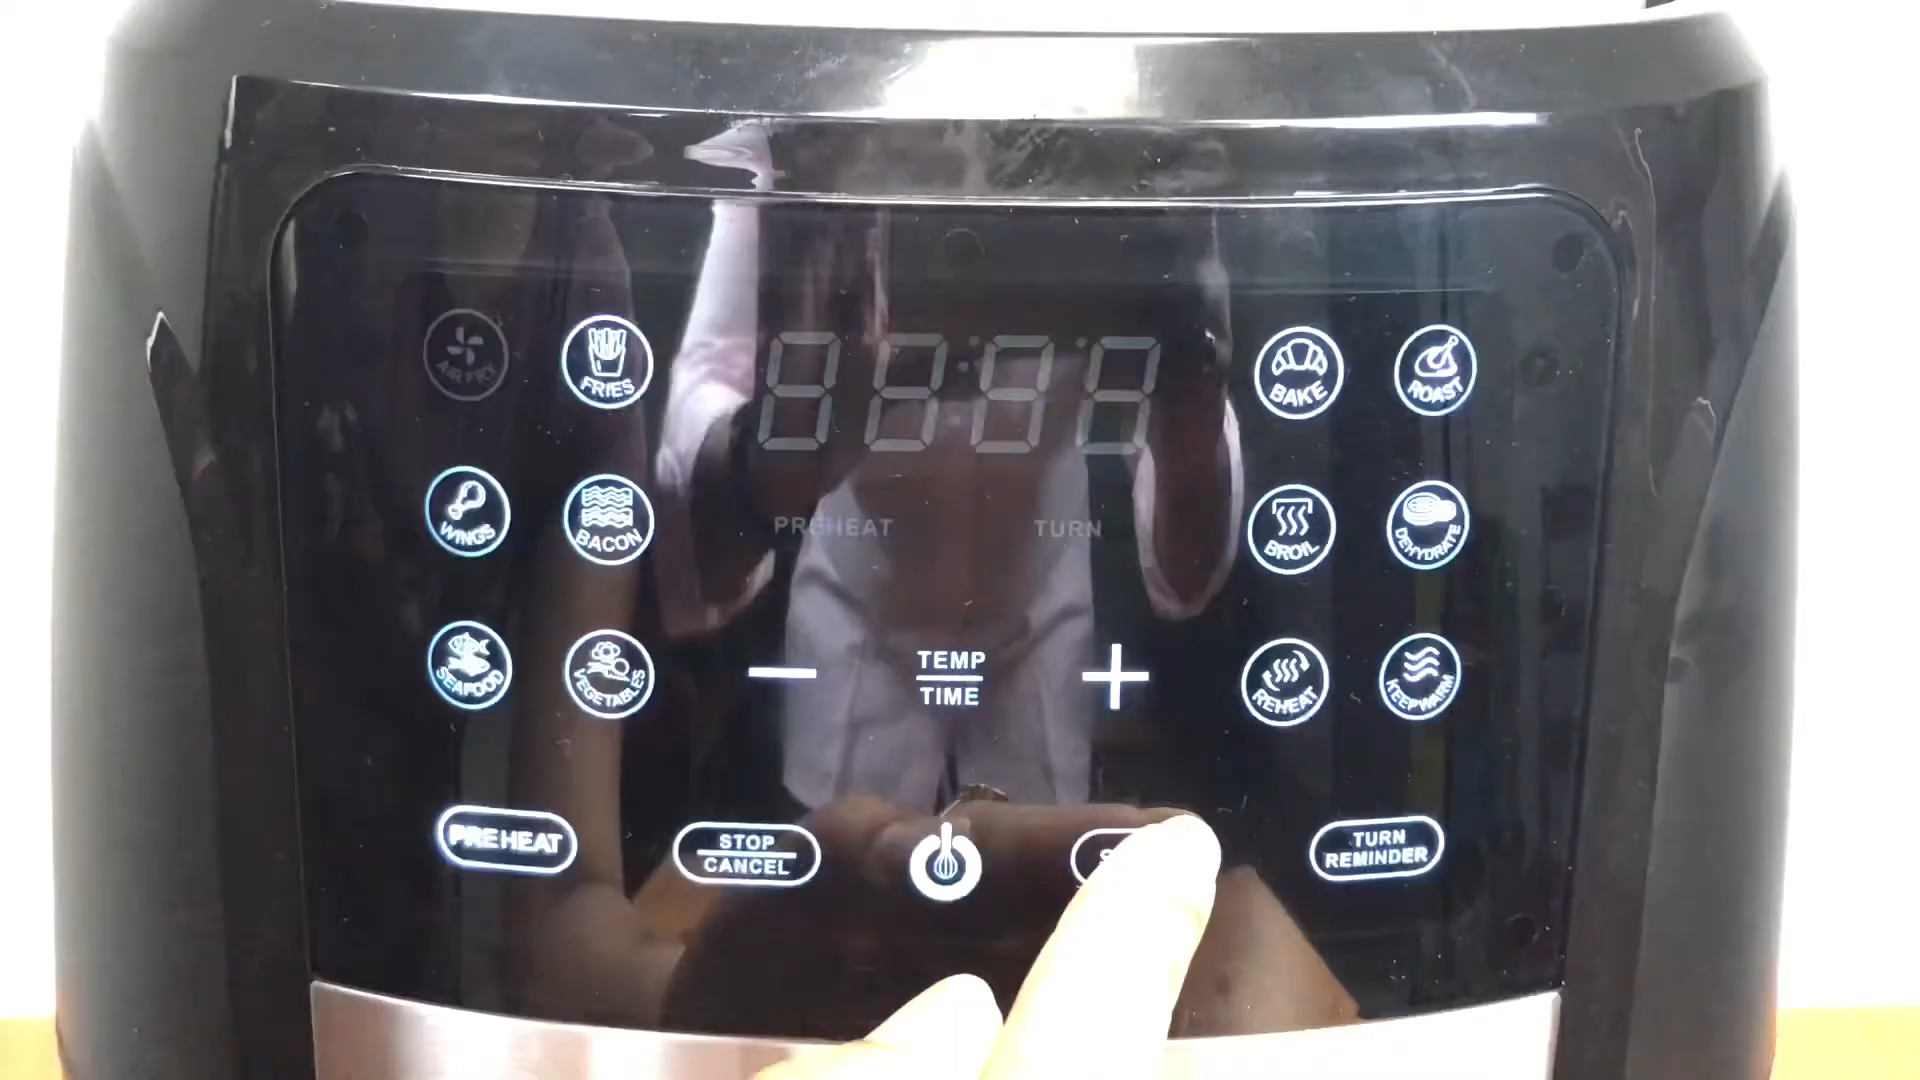 AIR FRY
FRIES
BAKE
ROAST
WINGS
BACON
PREHEAT
TURN
BROIL
DEHYDRATE
SEAFOOD
VEGETABLES
TEMP
TIME
REHEAT
KEEPWARM
PREHEAT
STOP
CANCEL
TURN
REMINDER